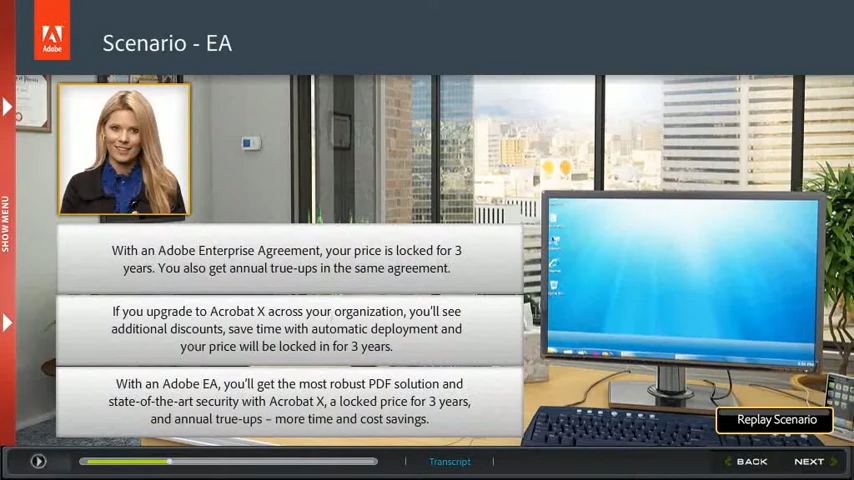 Adobe
Scenario - EA
SHOW MENU
With an Adobe Enterprise Agreement, your price is locked for 3
years. You also get annual true-ups in the same agreement.
If you upgrade to Acrobat X across your organization, you'll see
additional discounts, save time with automatic deployment and
your price will be locked in for 3 years.
With an Adobe EA, you'll get the most robust PDF solution and
state-of-the-art security with Acrobat X, a locked price for 3 years,
and annual true-ups – more time and cost savings.
Replay Scenario
Transcript
BACK
NEXT